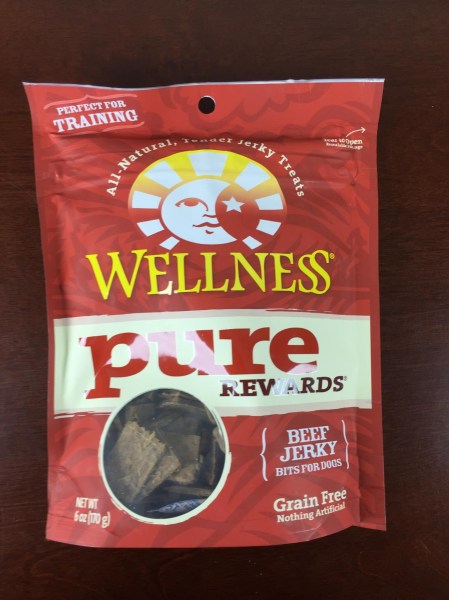 PERFECT FOR
TRAINING
All-Natural, Tender Jerky Treats
Open
WELLNESS®
pure
REWARDS®
BEEF
JERKY
BITS FOR DOGS
NET WT
6 oz (170 g)
Grain Free
Nothing Artificial